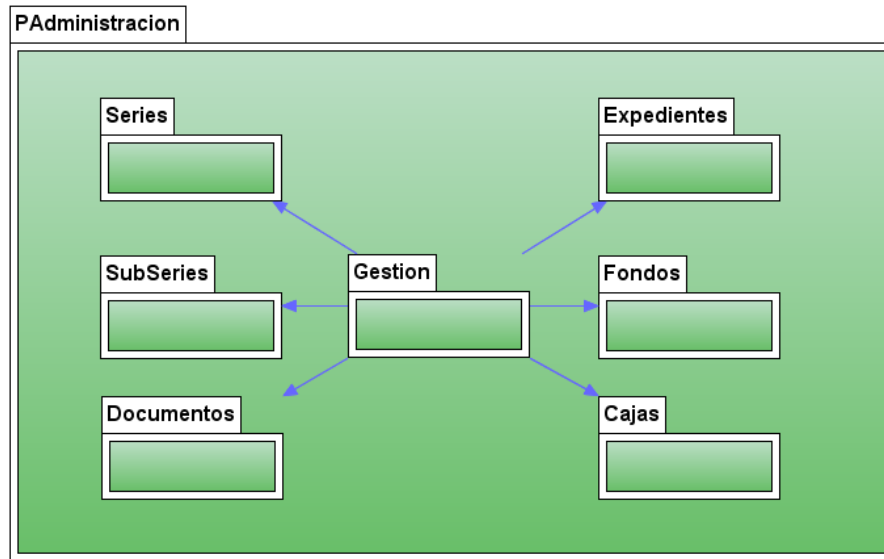 PAdministracion
Series
Expedientes
SubSeries
Gestion
Fondos
Documentos
Cajas